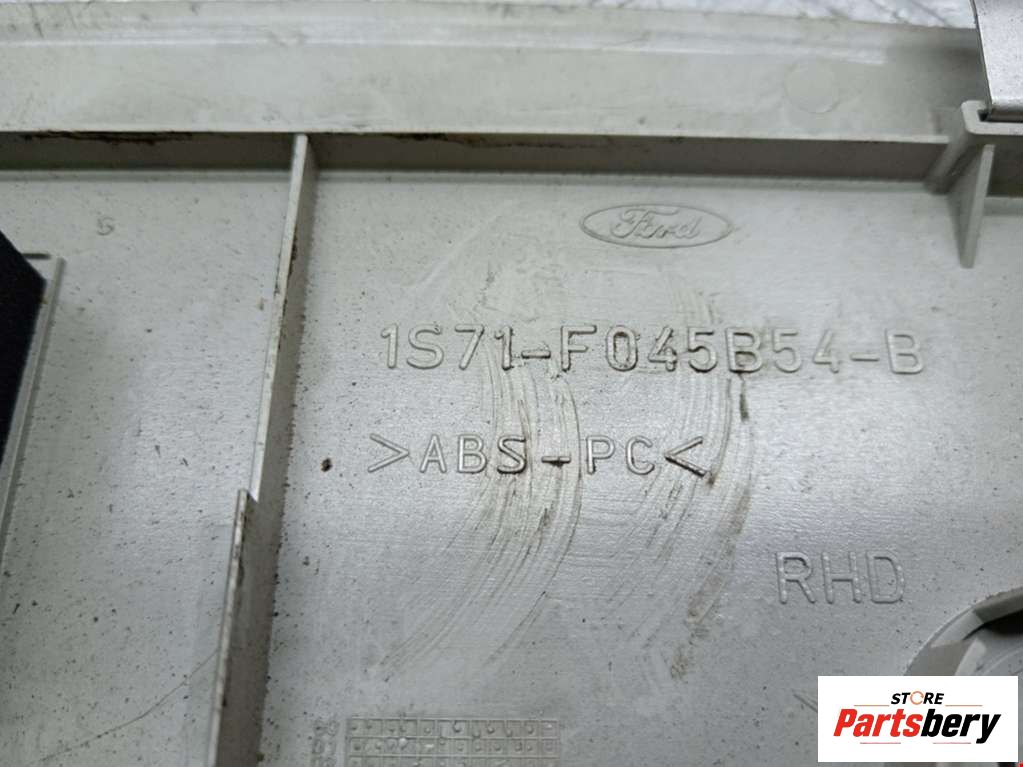 Ford
1S71-F045B54-B
>ABS-PC<
RHD
STORE
Partsbery